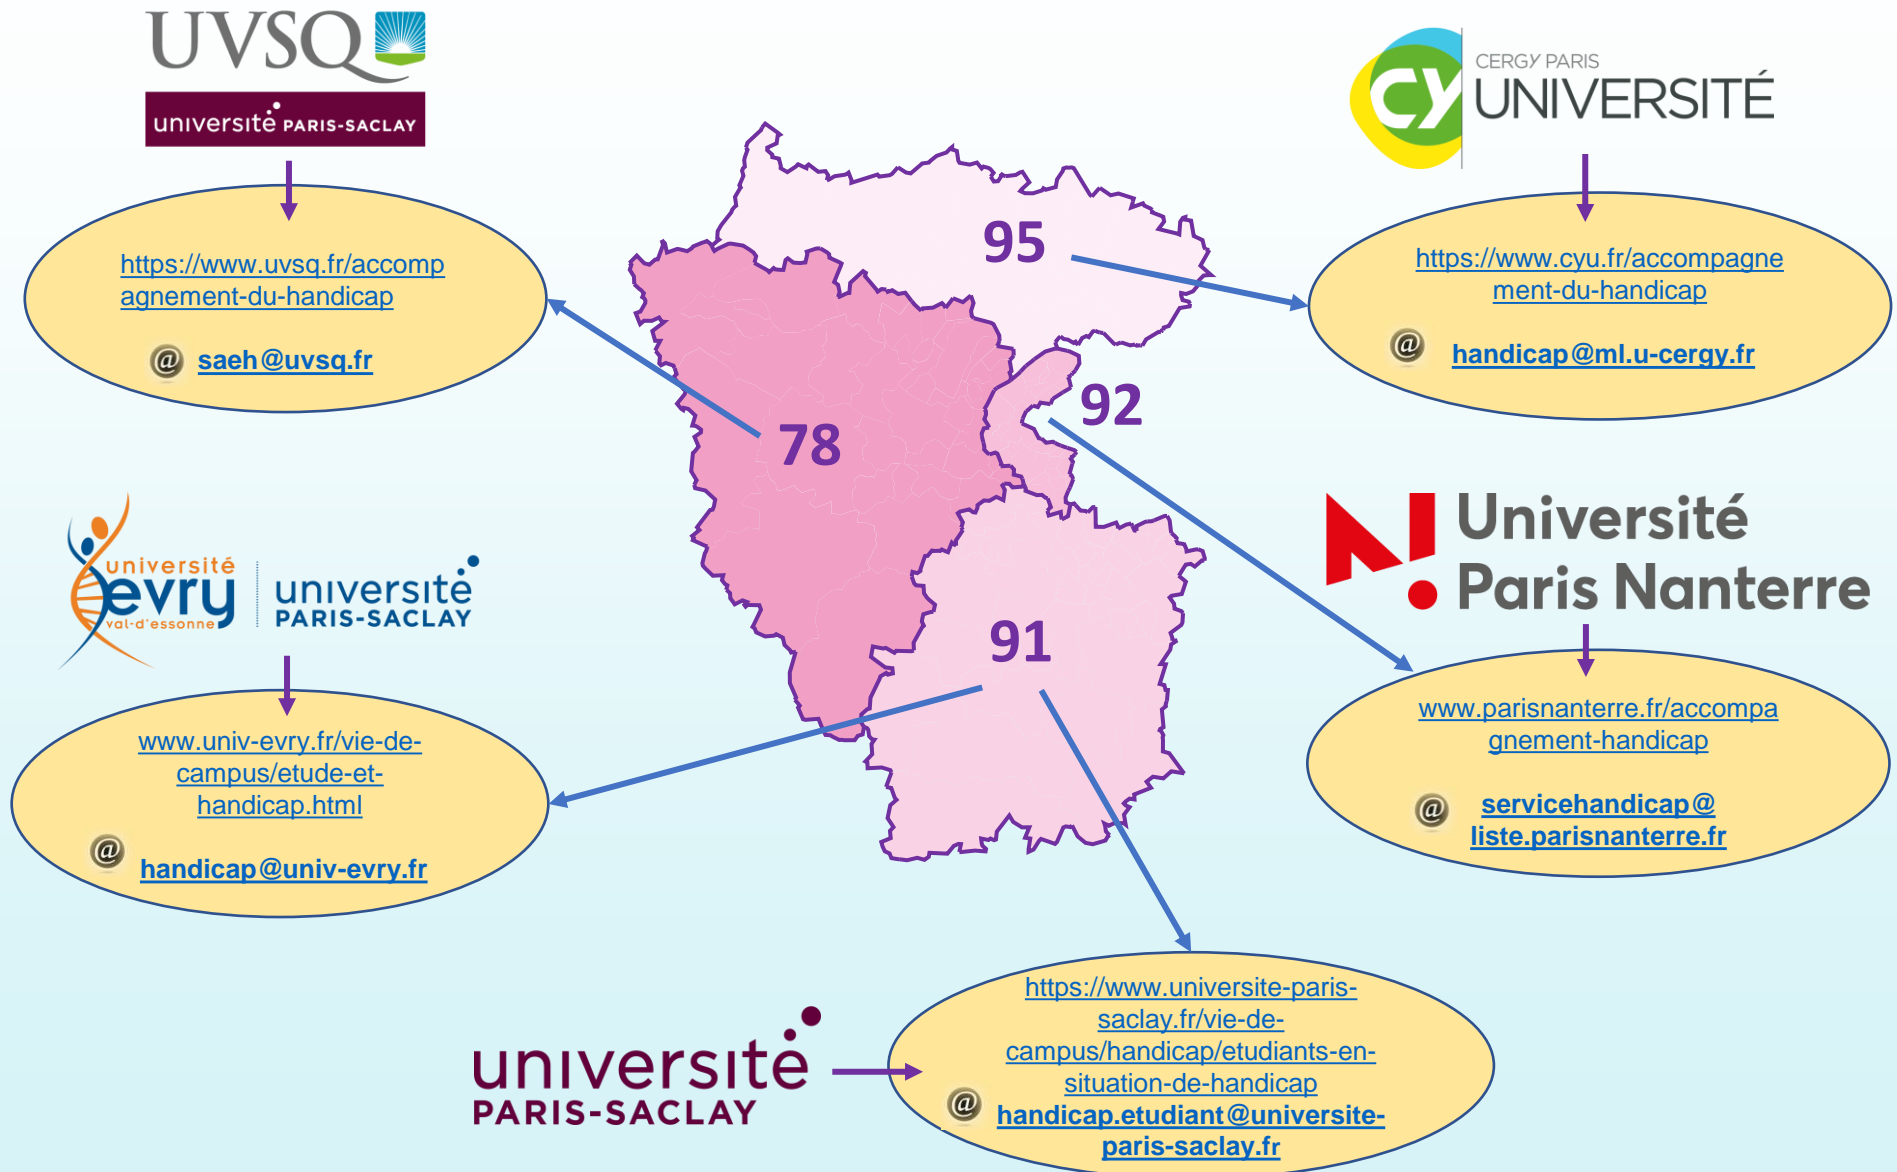 UVSQ
université PARIS-SACLAY
https://www.uvsq.fr/accomp
agnement-du-handicap
@ saeh@uvsq.fr
CY
CERGY PARIS
UNIVERSITÉ
https://www.cyu.fr/accompagne
ment-du-handicap
@ handicap@ml.u-cergy.fr
95
92
78
91
université
evry
val-d'essonne
université
PARIS-SACLAY
www.univ-evry.fr/vie-de-
campus/etude-et-
handicap.html
@ handicap@univ-evry.fr
Université
Paris Nanterre
www.parisnanterre.fr/accompa
gnement-handicap
@ servicehandicap@
liste.parisnanterre.fr
université
PARIS-SACLAY
https://www.universite-paris-
saclay.fr/vie-de-
campus/handicap/etudiants-en-
situation-de-handicap
@ handicap.etudiant@universite-
paris-saclay.fr